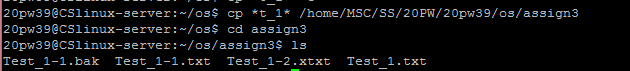 20pw39@CSlinux-server:~/os$ cp *t_1* /home/MSC/SS/20PW/20pw39/os/assign3
20pw39@CSlinux-server:~/os$ cd assign3
20pw39@CSlinux-server:~/os/assign3$ ls
Test_1-1.bak Test_1-1.txt Test_1-2.xtxt Test_1.txt